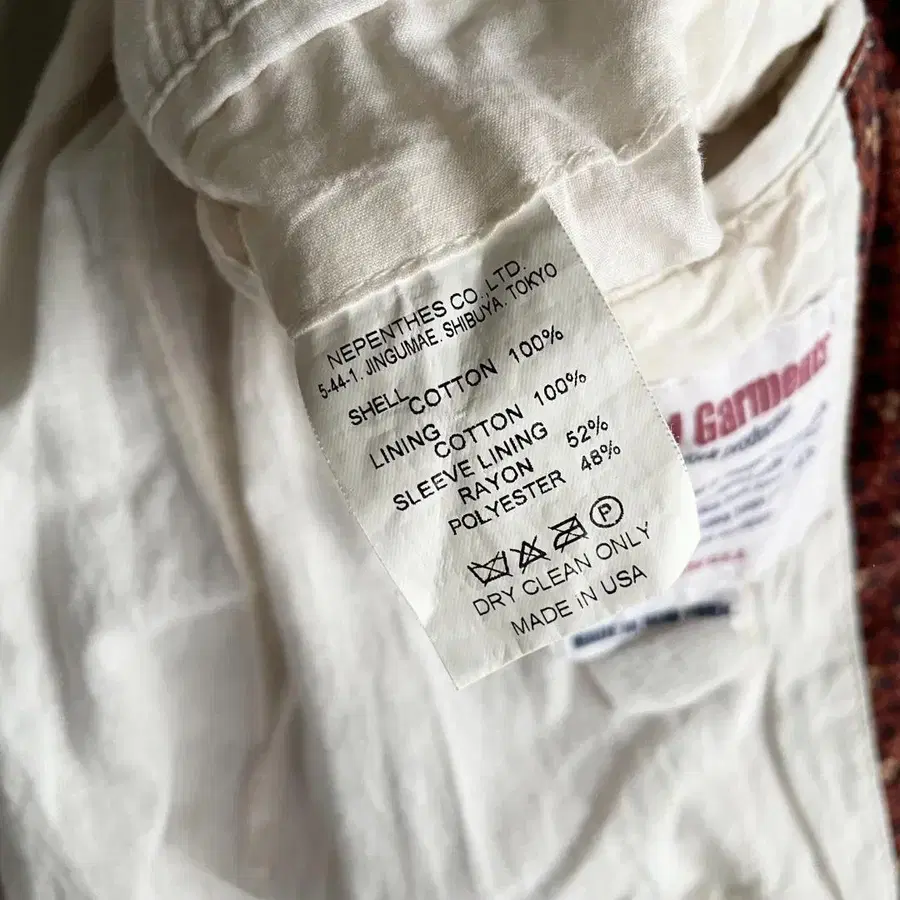 NEPENTHES CO.,LTD.
5-44-1. JINGUMAE. SHIBUYA. TOKYO
SHELL
COTTON 100%
LINING
COTTON 100%
SLEEVE LINING
RAYON 52%
POLYESTER 48%
P
DRY CLEAN ONLY
MADE iN USA
Garments